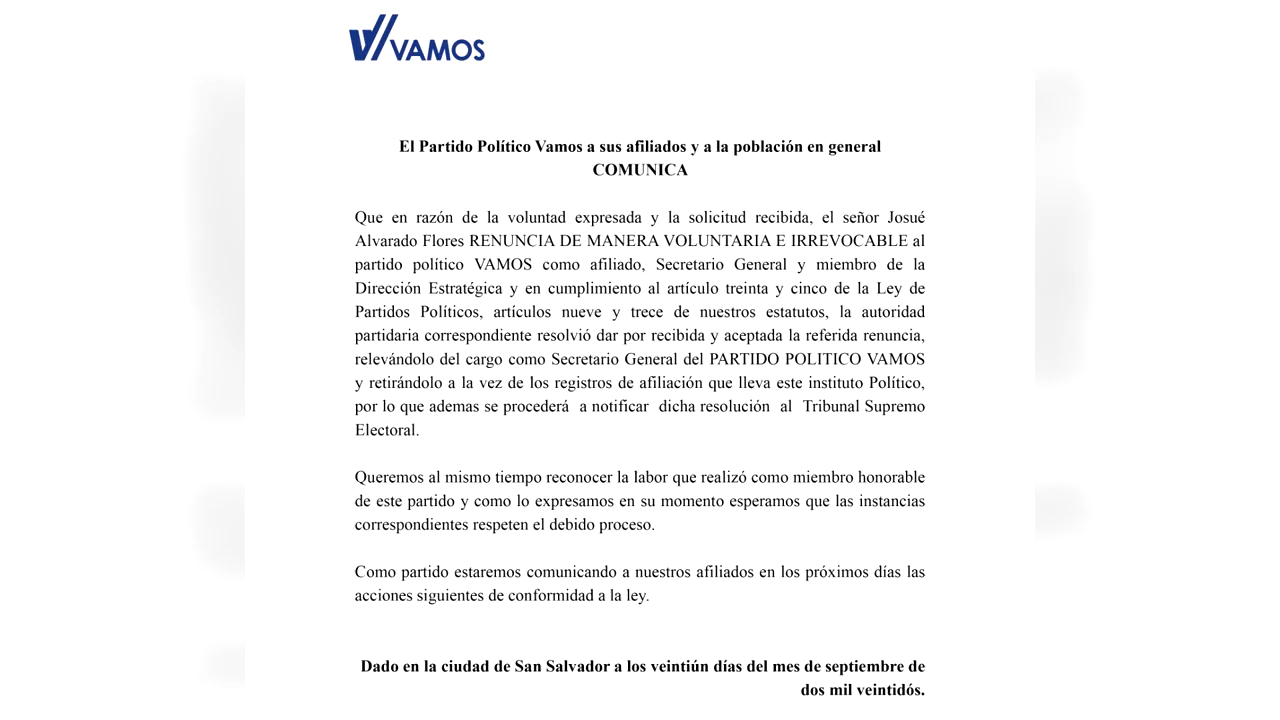 VAMOS
El Partido Político Vamos a sus afiliados y a la población en general
COMUNICA
Que en razón de la voluntad expresada y la solicitud recibida, el señor Josué
Alvarado Flores RENUNCIA DE MANERA VOLUNTARIA E IRREVOCABLE al
partido político VAMOS como afiliado, Secretario General y miembro de la
Dirección Estratégica y en cumplimiento al artículo treinta y cinco de la Ley de
Partidos Políticos, artículos nueve y trece de nuestros estatutos, la autoridad
partidaria correspondiente resolvió dar por recibida y aceptada la referida renuncia,
relevándolo del cargo como Secretario General del PARTIDO POLITICO VAMOS
y retirándolo a la vez de los registros de afiliación que lleva este instituto Político,
por lo que ademas se procederá a notificar dicha resolución al Tribunal Supremo
Electoral.
Queremos al mismo tiempo reconocer la labor que realizó como miembro honorable
de este partido y como lo expresamos en su momento esperamos que las instancias
correspondientes respeten el debido proceso.
Como partido estaremos comunicando a nuestros afiliados en los próximos días las
acciones siguientes de conformidad a la ley.
Dado en la ciudad de San Salvador a los veintiún días del mes de septiembre de
dos mil veintidós.